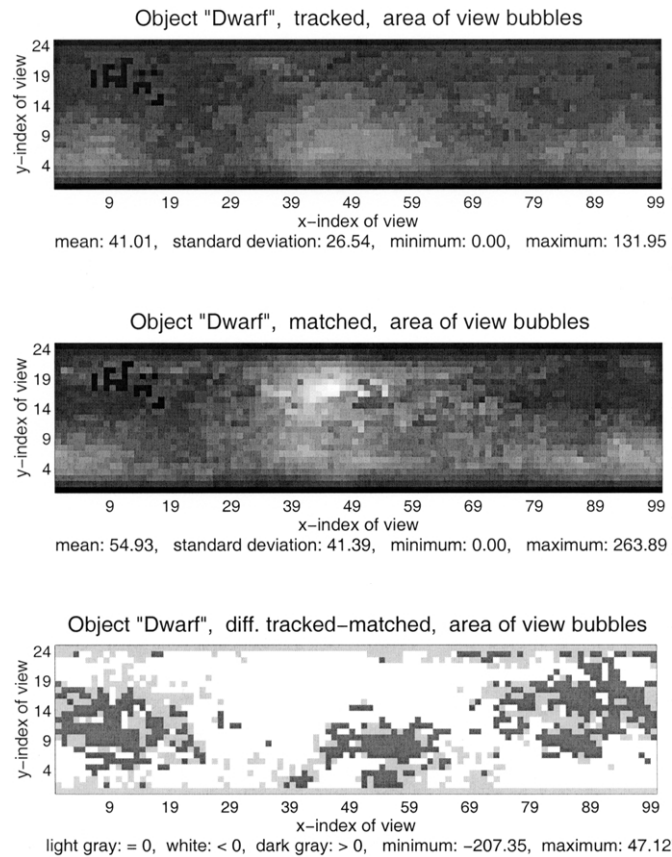 Object "Dwarf", tracked, area of view bubbles
24
19
14
9
4
y-index of view
9 19 29 39 49 59 69 79 89 99
x-index of view
mean: 41.01, standard deviation: 26.54, minimum: 0.00, maximum: 131.95
Object "Dwarf", matched, area of view bubbles
24
19
14
9
4
y-index of view
9 19 29 39 49 59 69 79 89 99
x-index of view
mean: 54.93, standard deviation: 41.39, minimum: 0.00, maximum: 263.89
Object "Dwarf", diff. tracked-matched, area of view bubbles
24
19
14
9
4
y-index of view
9 19 29 39 49 59 69 79 89 99
x-index of view
light gray: = 0, white: < 0, dark gray: > 0, minimum: -207.35, maximum: 47.12